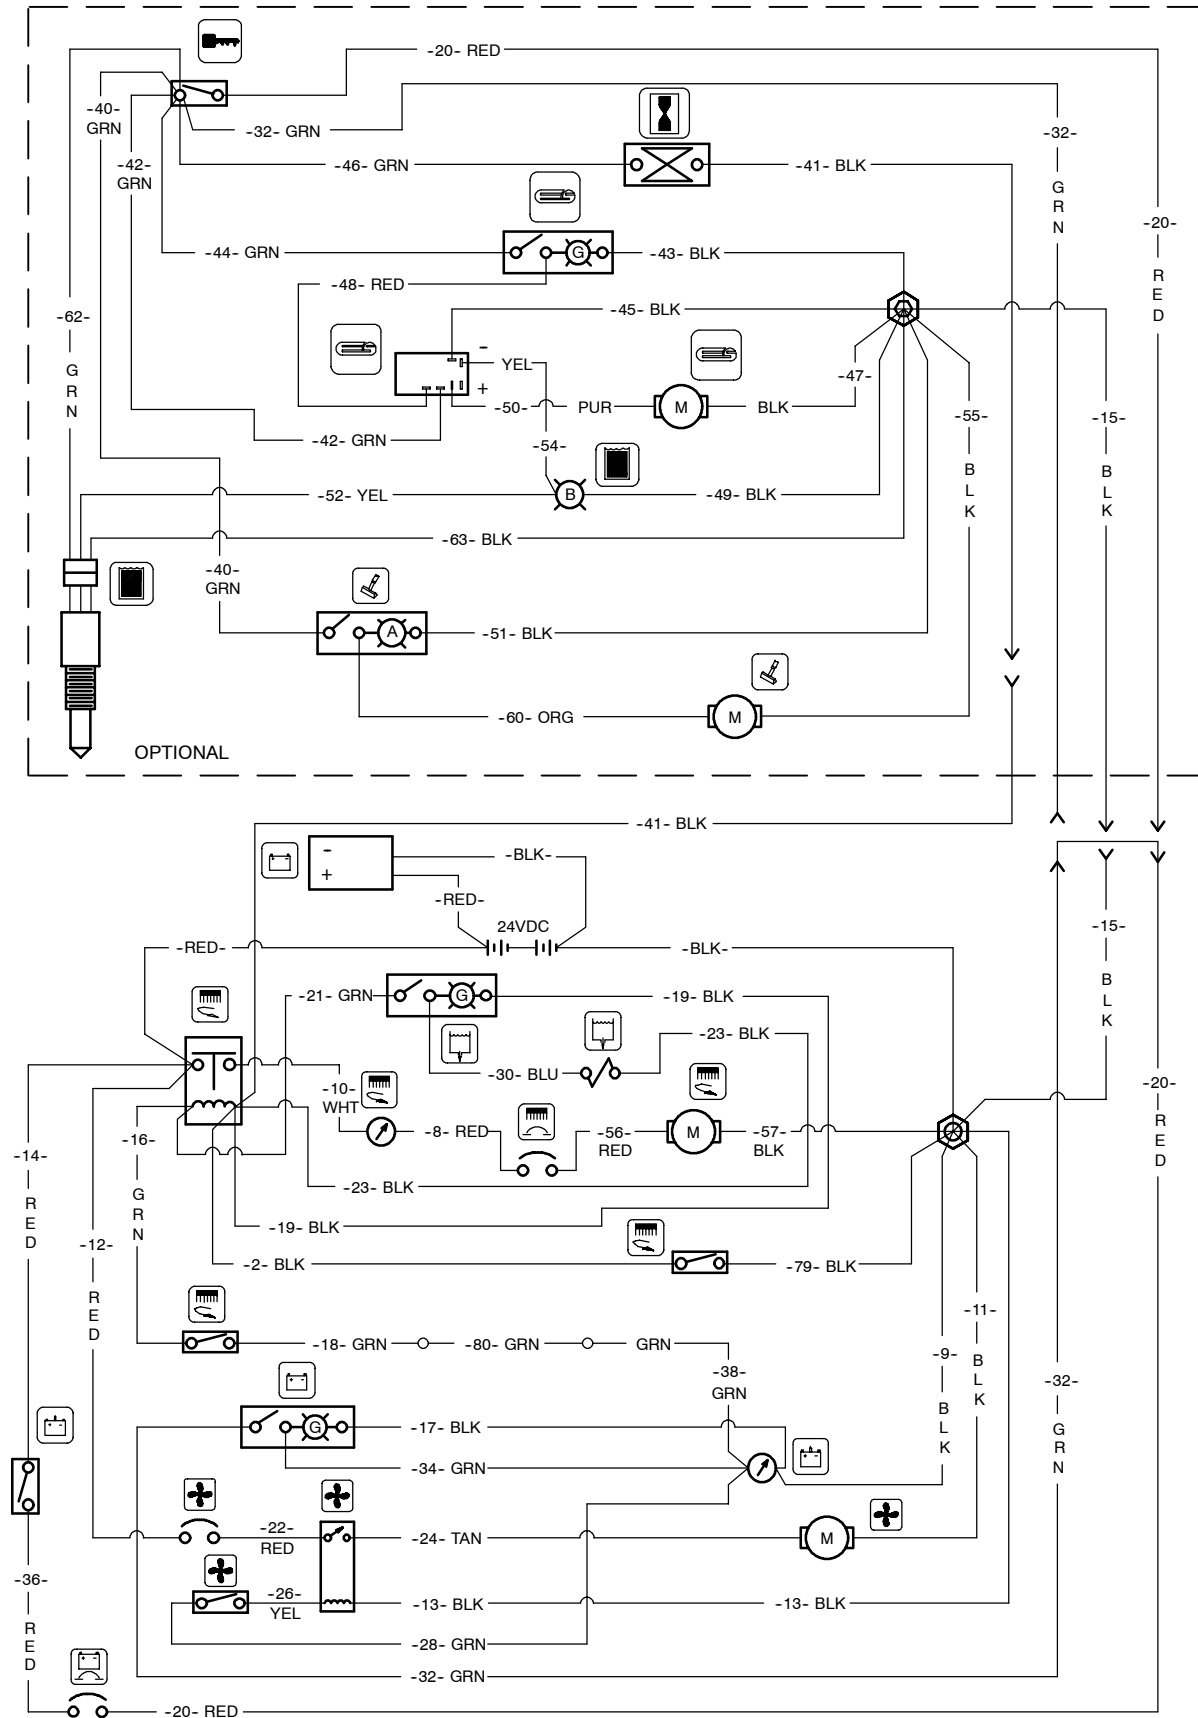 -20- RED
-40-
GRN
-32- GRN
-32-
G
R
N
-42-
GRN
-46- GRN
-41- BLK
-20-
R
E
D
-44- GRN
G
-43- BLK
-48- RED
-62-
G
R
N
-45- BLK
-
YEL
+
-47-
-50-
PUR
M
BLK
-55-
B
L
K
-15-
B
L
K
-42- GRN
-54-
-52- YEL
B
-49- BLK
-63- BLK
-40-
GRN
A
-51- BLK
-60- ORG
M
OPTIONAL
-41- BLK
-
+
-BLK-
-RED-
24VDC
-RED-
-BLK-
-15-
B
L
K
-21- GRN
G
-19- BLK
-23- BLK
-30- BLU
-10-
WHT
-20-
R
E
D
-16-
G
R
N
-8- RED
-56-
RED
M
-57-
BLK
-14-
R
E
D
-23- BLK
-19- BLK
-12-
R
E
D
-2- BLK
-79- BLK
-11-
B
L
K
-18- GRN
-80- GRN
GRN
-38-
GRN
-9-
B
L
K
-32-
G
R
N
G
-17- BLK
-34- GRN
-22-
RED
-24- TAN
M
-36-
R
E
D
-26-
YEL
-13- BLK
-13- BLK
-28- GRN
-32- GRN
-20- RED